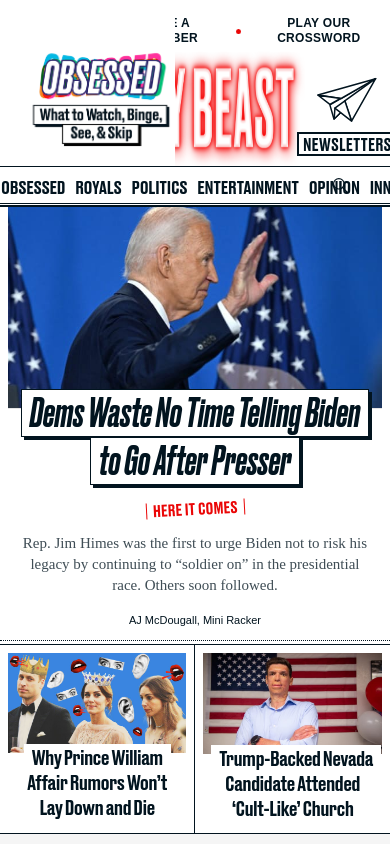 E A
BER
PLAY OUR
CROSSWORD
OBSESSED
What to Watch, Binge,
See, & Skip
Y BEAST
NEWSLETTERS
OBSESSED ROYALS POLITICS ENTERTAINMENT OPINION INN
Dems Waste No Time Telling Biden
to Go After Presser
HERE IT COMES
Rep. Jim Himes was the first to urge Biden not to risk his
legacy by continuing to “soldier on” in the presidential
race. Others soon followed.
AJ McDougall, Mini Racker
Why Prince William
Affair Rumors Won’t
Lay Down and Die
Trump-Backed Nevada
Candidate Attended
‘Cult-Like’ Church